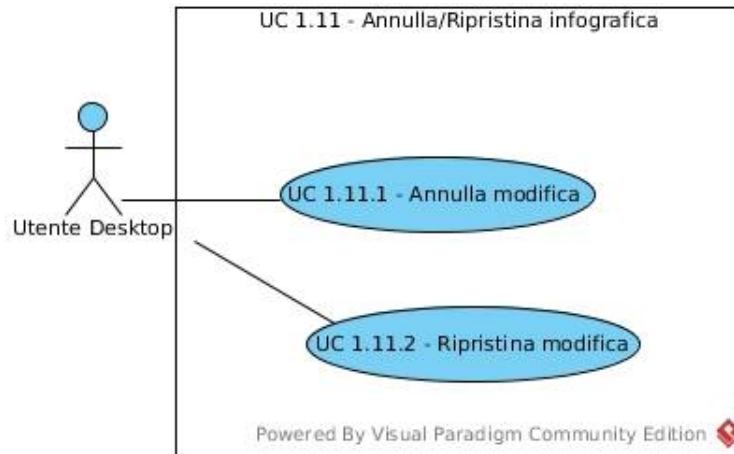 UC 1.11 - Annulla/Ripristina infografica
UC 1.11.1 - Annulla modifica
Utente Desktop
UC 1.11.2 - Ripristina modifica
Powered By Visual Paradigm Community Edition